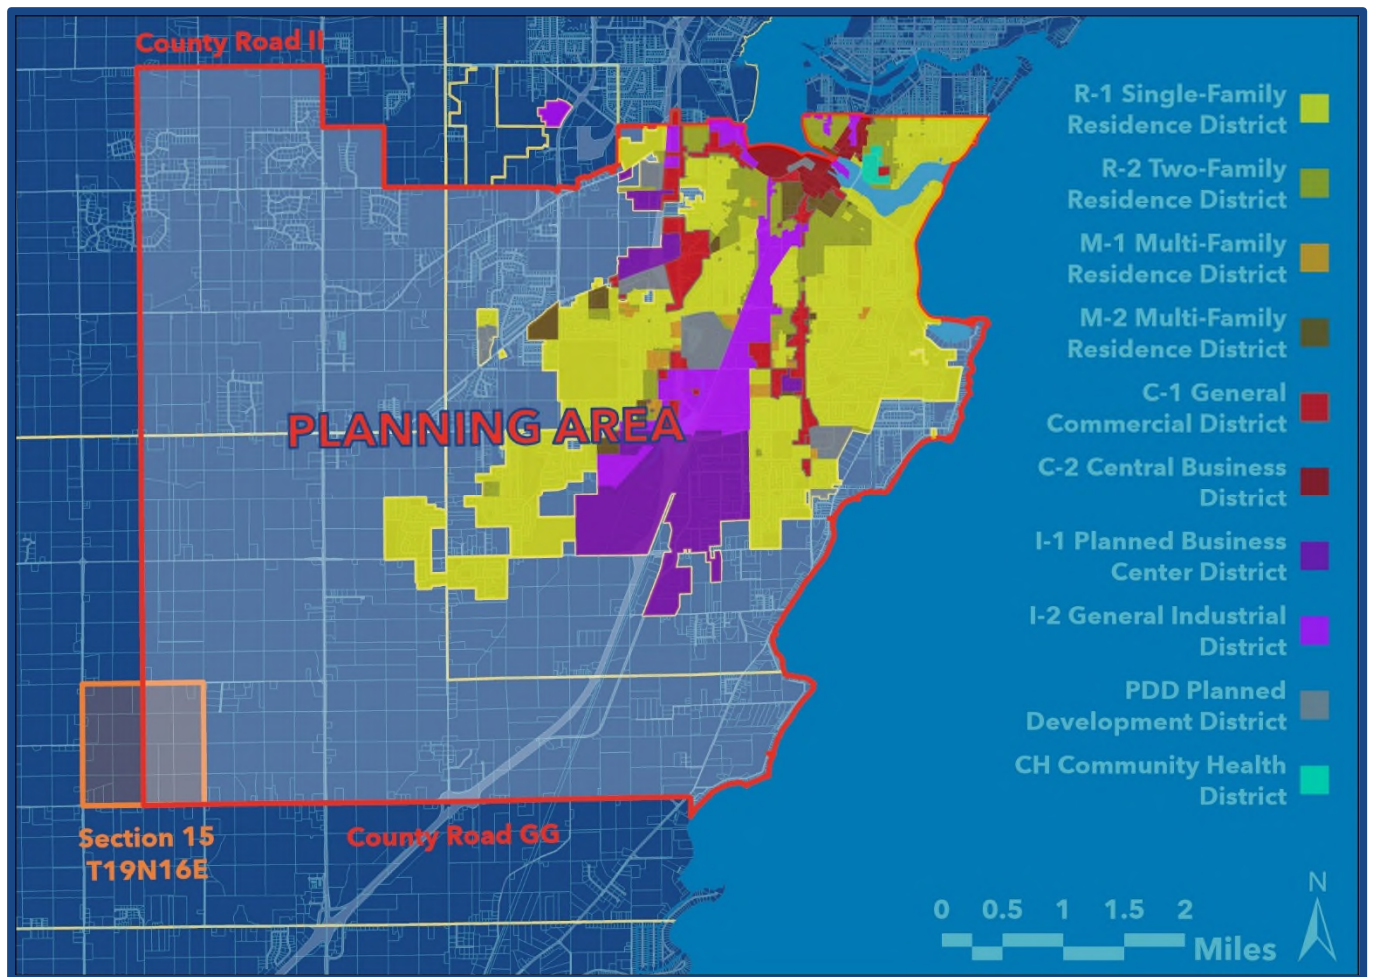 County Road II
R-1 Single-Family
Residence District
R-2 Two-Family
Residence District
M-1 Multi-Family
Residence District
M-2 Multi-Family
Residence District
C-1 General
Commercial District
C-2 Central Business
District
I-1 Planned Business
Center District
I-2 General Industrial
District
PDD Planned
Development District
CH Community Health
District
PLANNING AREA
Section 15
T19N16E
County Road GG
N
0 0.5 1 1.5 2
Miles